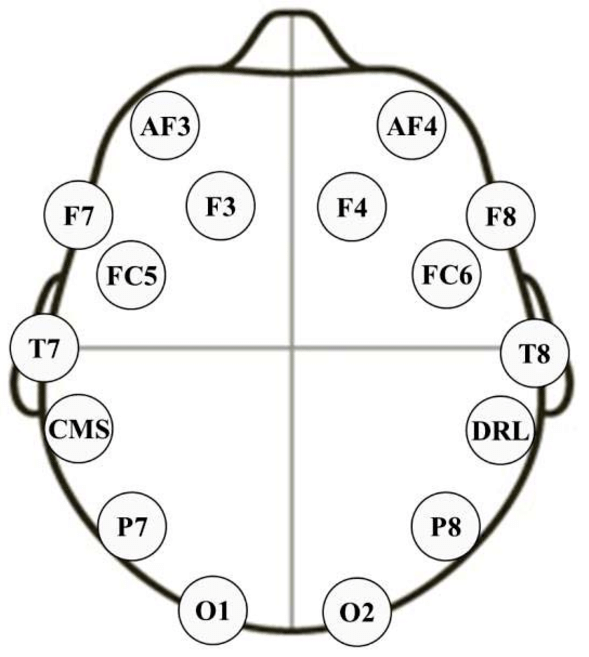 AF3 AF4
F7 F3 F4 F8
FC5 FC6
T7 T8
CMS DRL
P7 P8
O1 O2